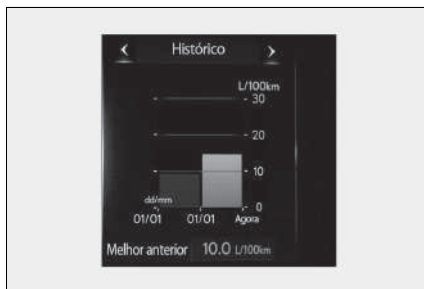 Histórico
L/100km
30
20
10
0
dd/mm
01/01 01/01 Agora
Melhor anterior 10.0 L/100km